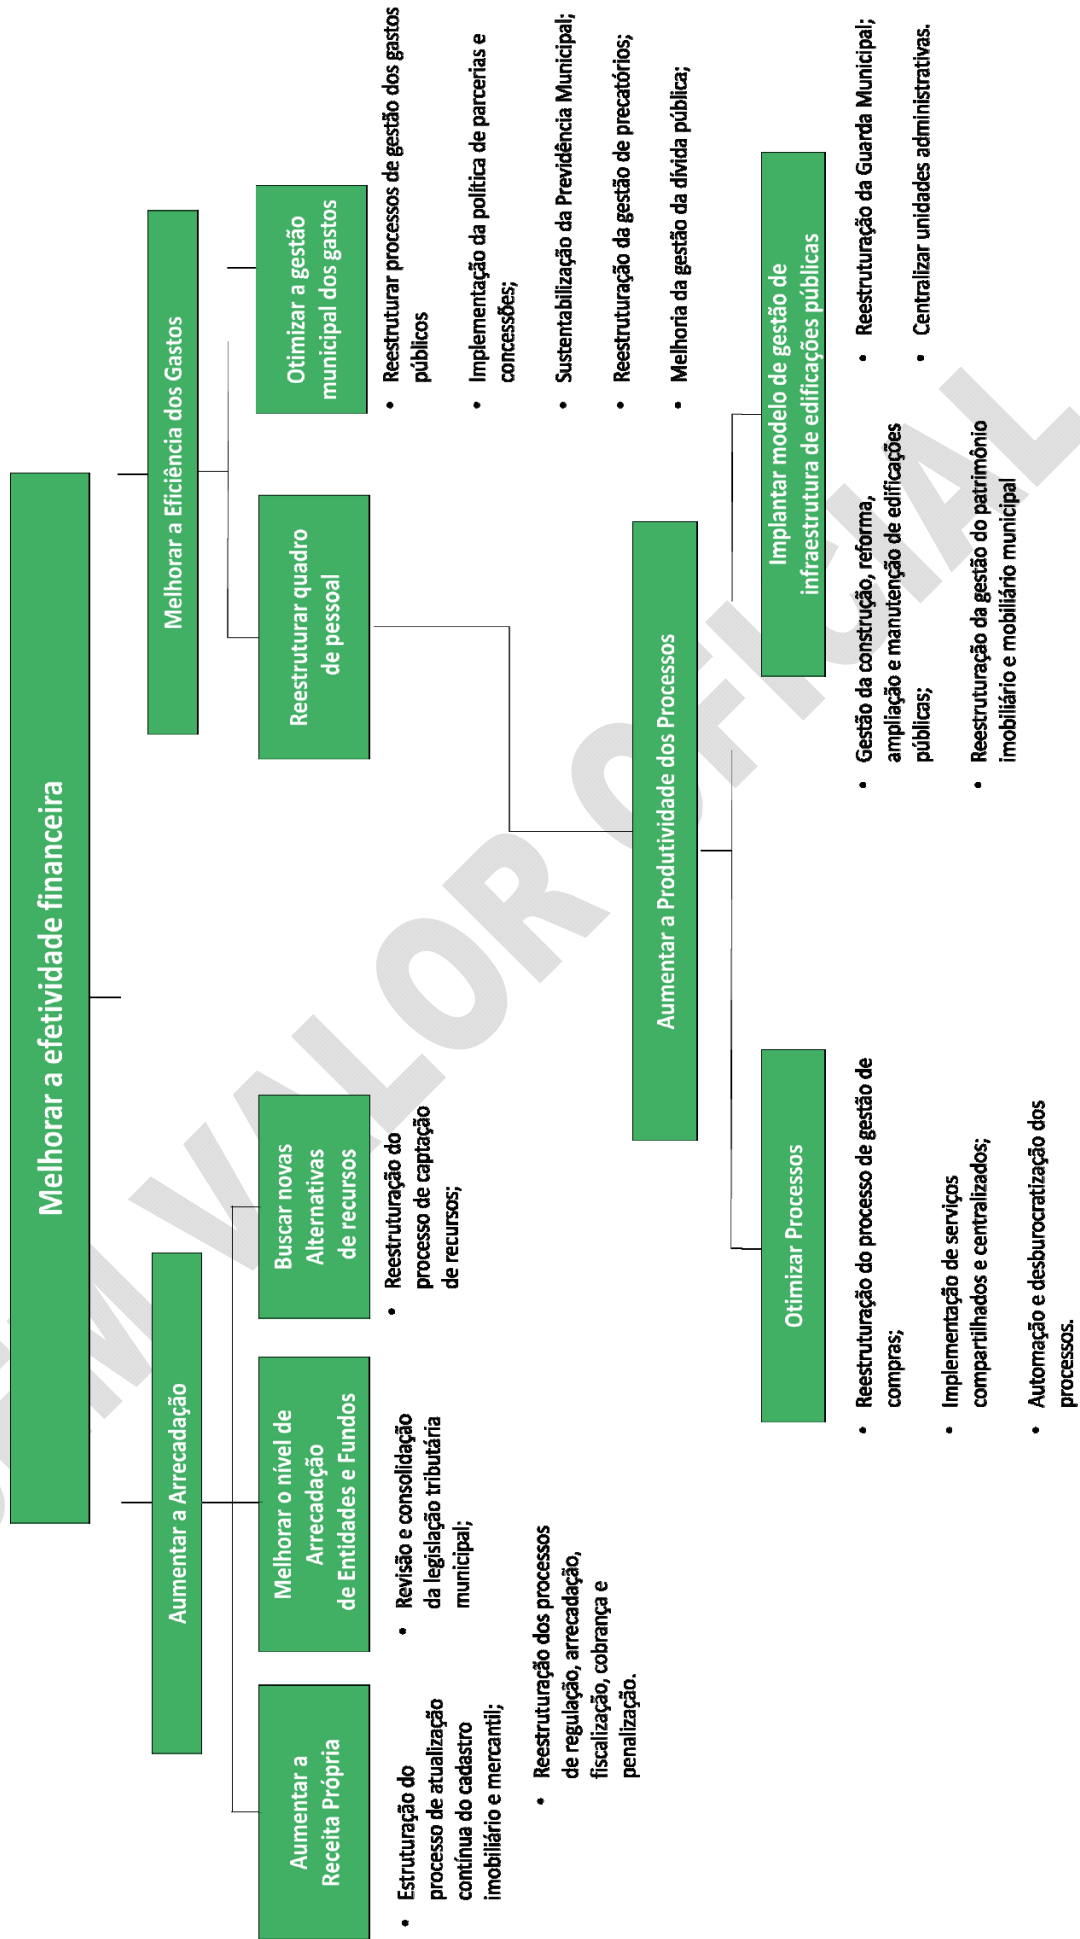 Melhorar a efetividade financeira
Aumentar a Arrecadação
Melhorar a Eficiência dos Gastos
Aumentar a
Receita Própria
Melhorar o nível de
Arrecadação
de Entidades e Fundos
Buscar novas
Alternativas
de recursos
Reestruturar quadro
de pessoal
Otimizar a gestão
municipal dos gastos
• Estruturação do
processo de atualização
contínua do cadastro
imobiliário e mercantil;
• Revisão e consolidação
da legislação tributária
municipal;
• Reestruturação dos processos
de regulação, arrecadação,
fiscalização, cobrança e
penalização.
• Reestruturação do
processo de captação
de recursos;
• Reestruturar processos de gestão dos gastos
públicos
• Implementação da política de parcerias e
concessões;
• Sustentabilização da Previdência Municipal;
• Reestruturação da gestão de precatórios;
• Melhoria da gestão da dívida pública;
Aumentar a Produtividade dos Processos
Otimizar Processos
Implantar modelo de gestão de
infraestrutura de edificações públicas
• Reestruturação do processo de gestão de
compras;
• Implementação de serviços
compartilhados e centralizados;
• Automação e desburocratização dos
processos.
• Gestão da construção, reforma,
ampliação e manutenção de edificações
públicas;
• Reestruturação da gestão do patrimônio
imobiliário e mobiliário municipal
• Reestruturação da Guarda Municipal;
• Centralizar unidades administrativas.
SEM VALOR OFICIAL